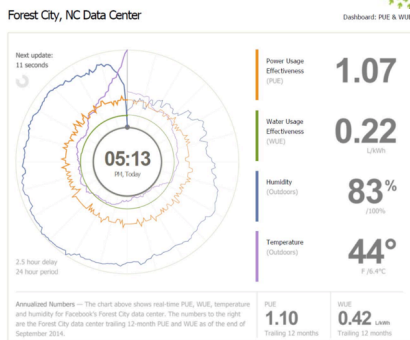 Forest City, NC Data Center
Dashboard: PUE & WUE
Next update:
11 seconds
Power Usage
Effectiveness
(PUE)
1.07
Water Usage
Effectiveness
(WUE)
0.22
L/kWh
05:13
PM, Today
Humidity
(Outdoors)
83%
/100%
Temperature
(Outdoors)
44°
F /6.4°C
2.5 hour delay
24 hour period
Annualized Numbers — The chart above shows real-time PUE, WUE, temperature
and humidity for Facebook's Forest City data center. The numbers to the right
are the Forest City data center trailing 12-month PUE and WUE as of the end of
September 2014.
PUE
1.10
Trailing 12 months
WUE
0.42 L/kWh
Trailing 12 months